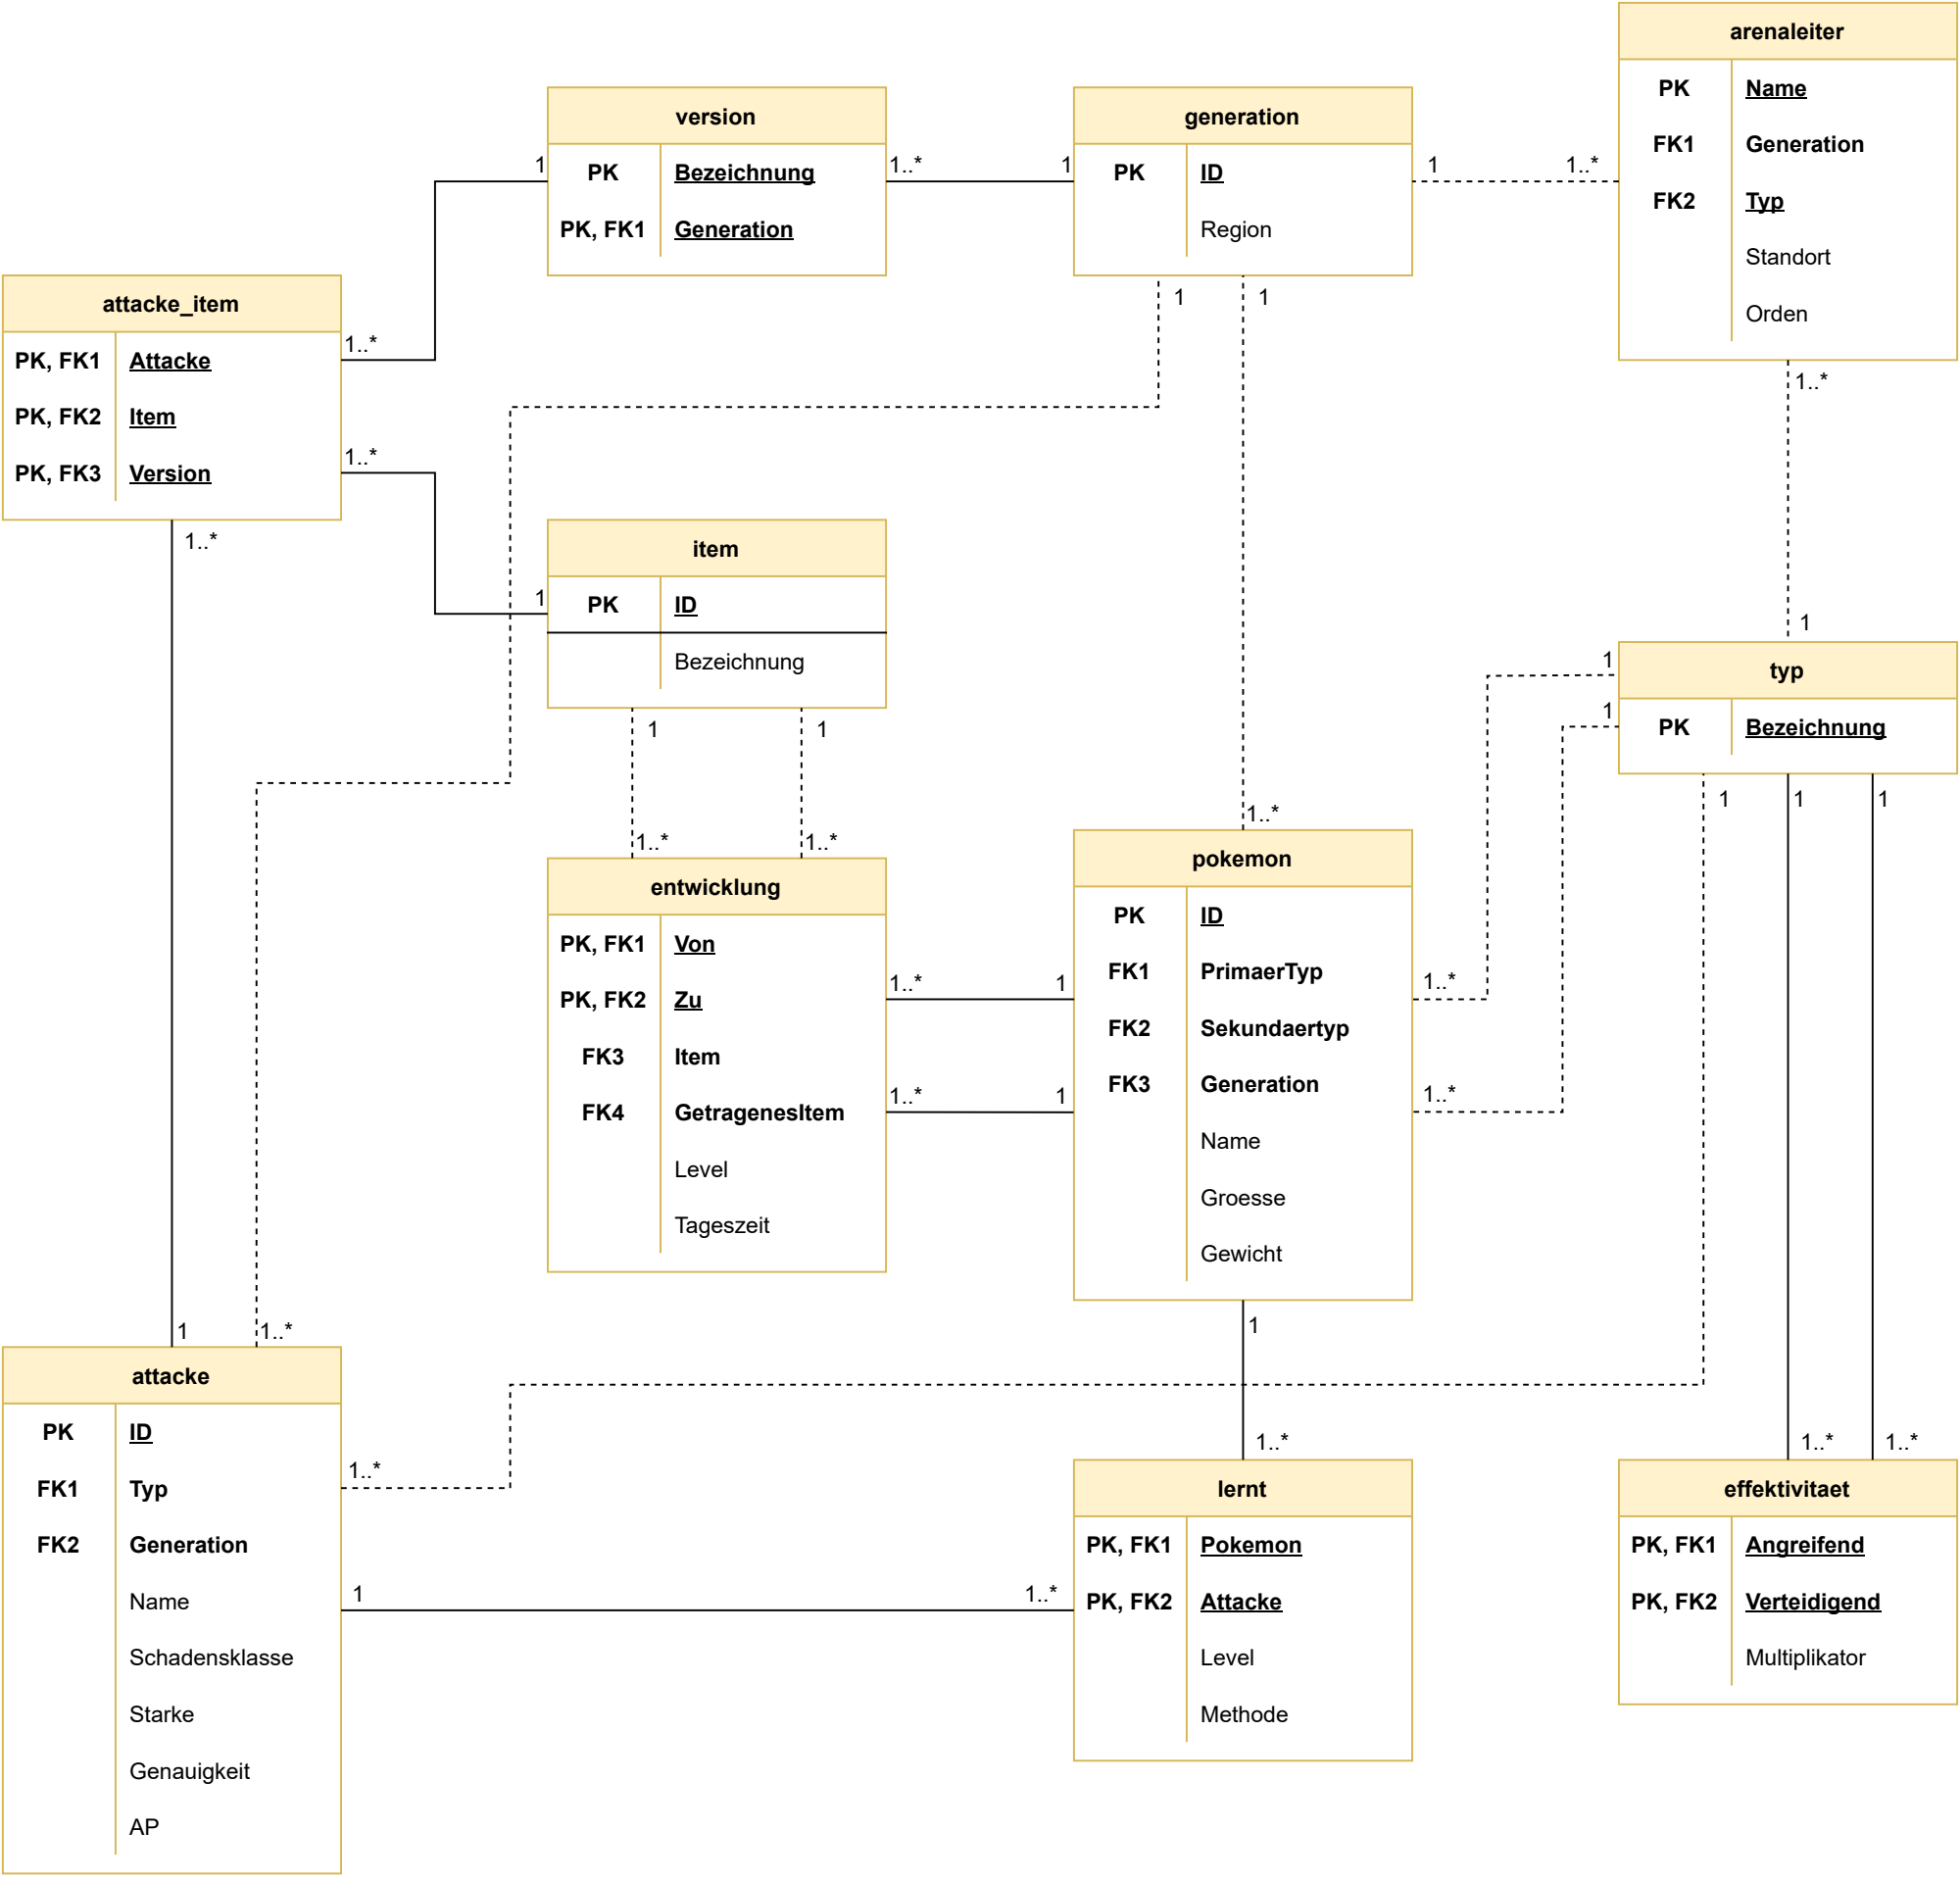 arenaleiter
PK Name
FK1 Generation
FK2 Typ
Standort
Orden
version
PK Bezeichnung
PK, FK1 Generation
generation
PK ID
Region
1 1..* 1 1 1..*
attacke_item
PK, FK1 Attacke
PK, FK2 Item
PK, FK3 Version
1..*
1..*
1..*
1 1
1..*
item
PK ID
Bezeichnung
1
1 1
1..* 1..*
typ
PK Bezeichnung
1
1
1
1 1 1
entwicklung
PK, FK1 Von
PK, FK2 Zu
FK3 Item
FK4 GetragenesItem
Level
Tageszeit
1..* 1
1..* 1
pokemon
PK ID
FK1 PrimaerTyp
FK2 Sekundaertyp
FK3 Generation
Name
Groesse
Gewicht
1..*
1..*
1..*
1
1..*
attacke
PK ID
FK1 Typ
FK2 Generation
Name
Schadensklasse
Starke
Genauigkeit
AP
1 1..*
1..*
1 1..*
lernt
PK, FK1 Pokemon
PK, FK2 Attacke
Level
Methode
effektivitaet
PK, FK1 Angreifend
PK, FK2 Verteidigend
Multiplikator
1..* 1..*